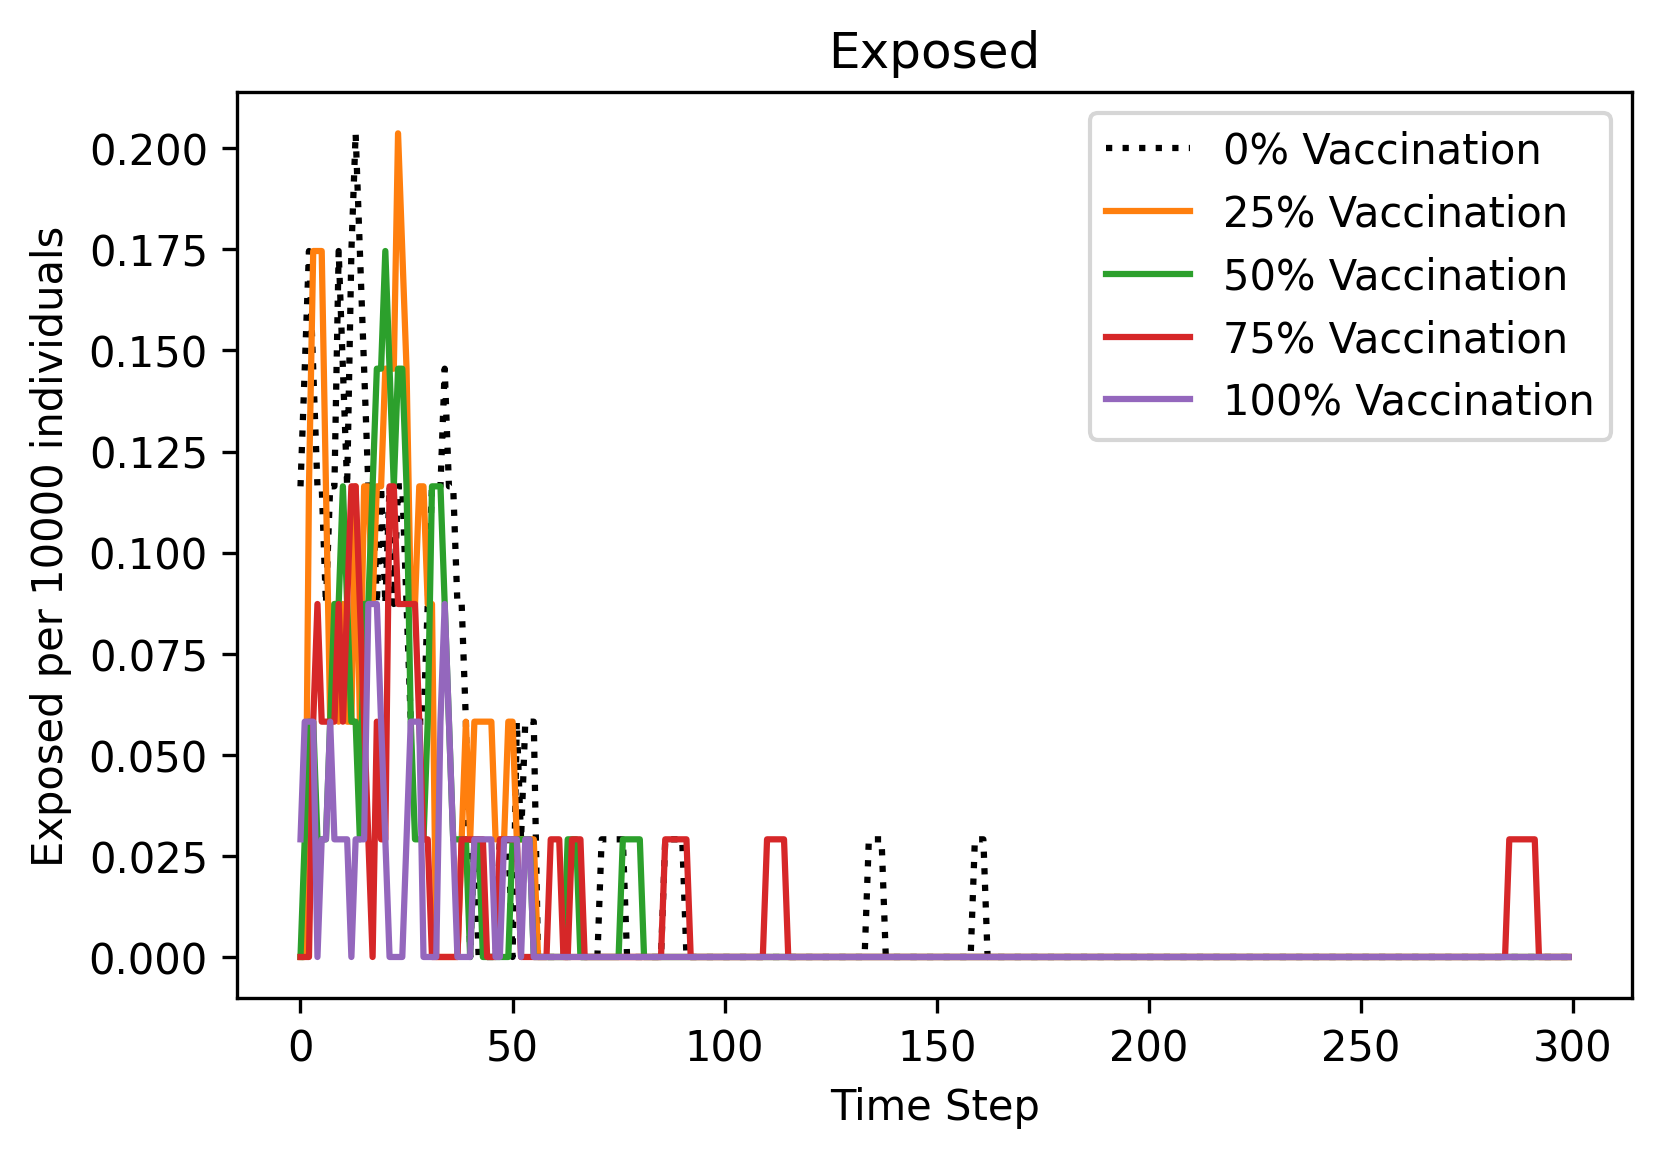 Exposed
Exposed per 10000 individuals
0.200
0.175
0.150
0.125
0.100
0.075
0.050
0.025
0.000
0% Vaccination
25% Vaccination
50% Vaccination
75% Vaccination
100% Vaccination
0 50 100 150 200 250 300
Time Step